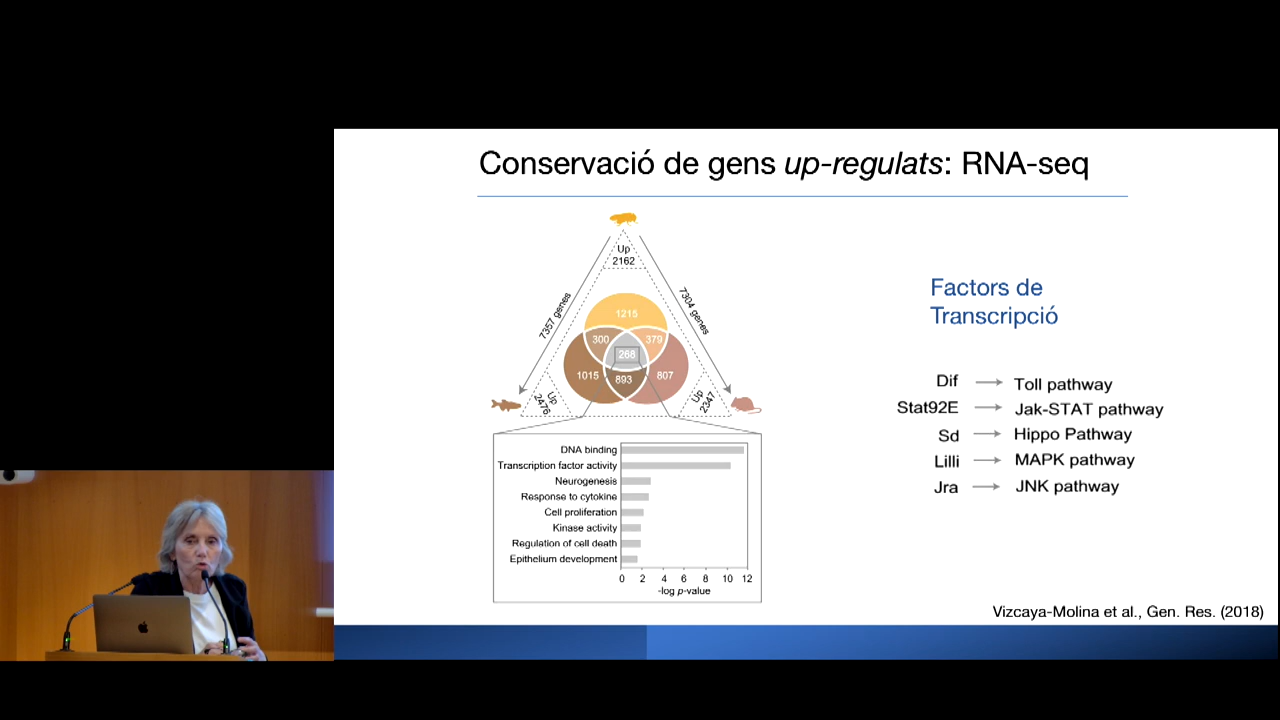 Conservació de gens up-regulats: RNA-seq
Up
2162
7357 genes
7304 genes
1215
300
379
268
1015
893
807
Up
2476
Up
2347
DNA binding
Transcription factor activity
Neurogenesis
Response to cytokine
Cell proliferation
Kinase activity
Regulation of cell death
Epithelium development
0 2 4 6 8 10 12
-log p-value
Factors de
Transcripció
Dif → Toll pathway
Stat92E → Jak-STAT pathway
Sd → Hippo Pathway
Lilli → MAPK pathway
Jra → JNK pathway
Vizcaya-Molina et al., Gen. Res. (2018)